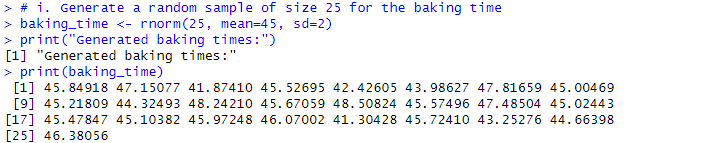 > # i. Generate a random sample of size 25 for the baking time
> baking_time <- rnorm(25, mean=45, sd=2)
> print("Generated baking times:")
[1] "Generated baking times:"
> print(baking_time)
 [1] 45.84918 47.15077 41.87410 45.52695 42.42605 43.98627 47.81659 45.00469
 [9] 45.21809 44.32493 48.24210 45.67059 48.50824 45.57496 47.48504 45.02443
[17] 45.47847 45.10382 45.97248 46.07002 41.30428 45.72410 43.25276 44.66398
[25] 46.38056